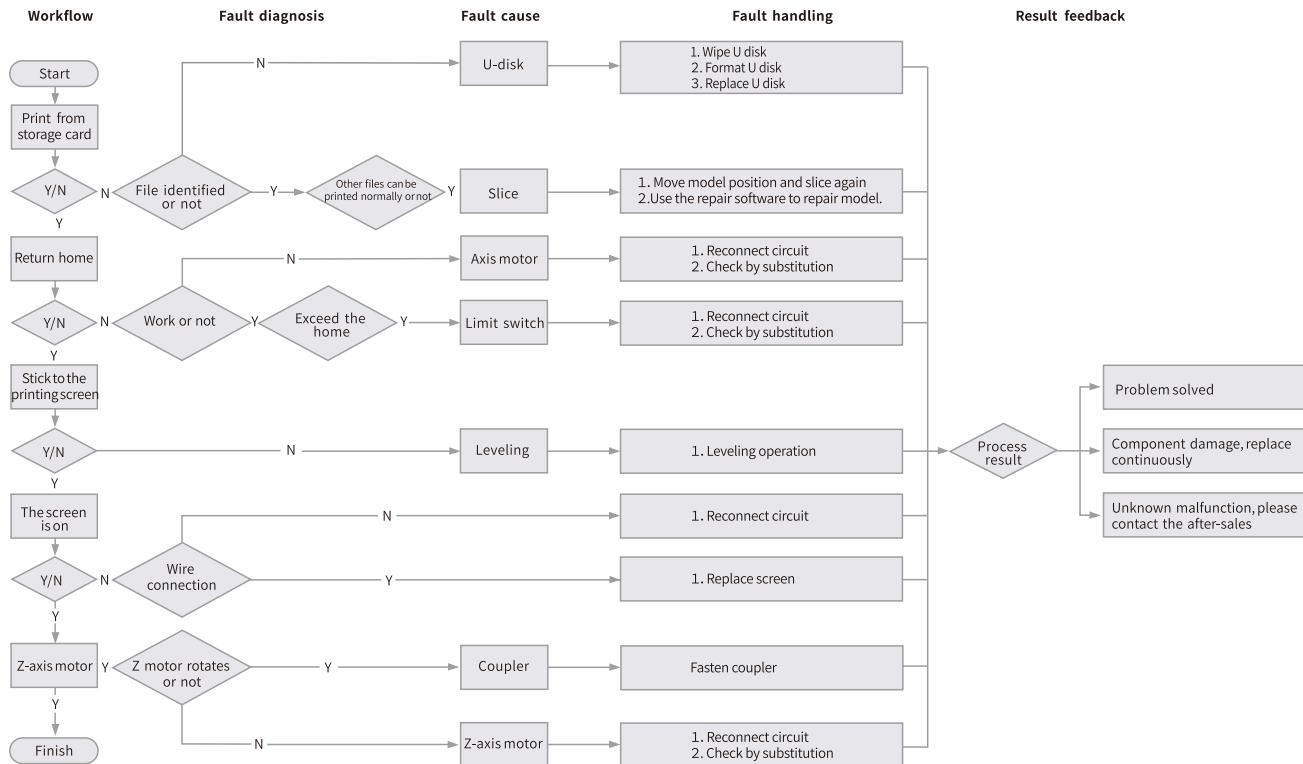 Workflow
Fault diagnosis
Fault cause
Fault handling
Result feedback
Start
Print from
storage card
Y/N
N
File identified
or not
N
U-disk
1. Wipe U disk
2. Format U disk
3. Replace U disk
Y
Other files can be
printed normally or not
Y
Slice
1. Move model position and slice again
2.Use the repair software to repair model.
Y
Return home
Y/N
N
Work or not
N
Axis motor
1. Reconnect circuit
2. Check by substitution
Y
Exceed the
home
Y
Limit switch
1. Reconnect circuit
2. Check by substitution
Y
Stick to the
printing screen
Y/N
N
Leveling
1. Leveling operation
Y
The screen
is on
Y/N
N
Wire
connection
N
1. Reconnect circuit
Y
1. Replace screen
Y
Z-axis motor
Y
Z motor rotates
or not
Y
Coupler
Fasten coupler
N
Z-axis motor
1. Reconnect circuit
2. Check by substitution
Y
Finish
Process
result
Problem solved
Component damage, replace
continuously
Unknown malfunction, please
contact the after-sales